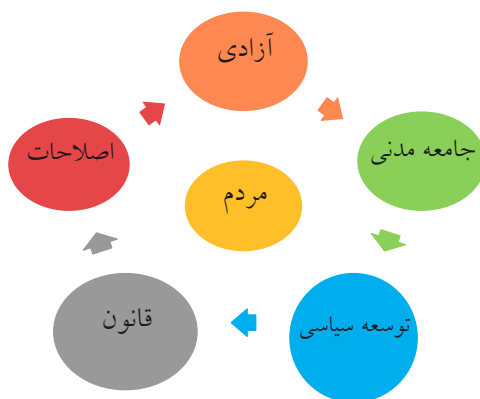 آزادی
جامعه مدنی
اصلاحات
مردم
توسعه سیاسی
قانون